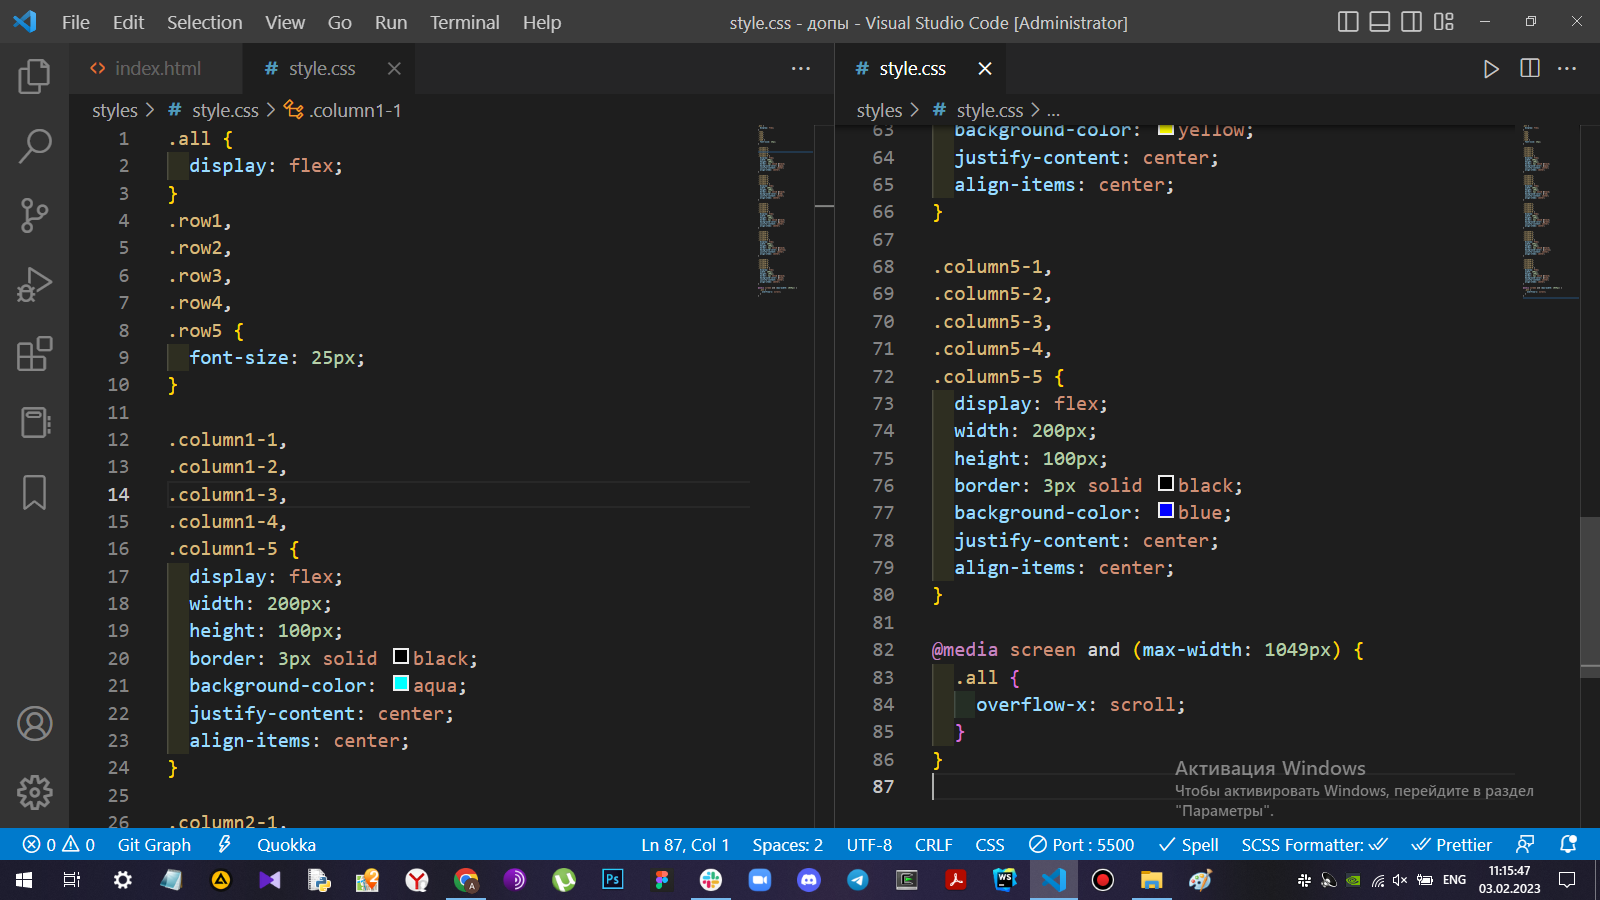 File Edit Selection View Go Run Terminal Help
style.css - допы - Visual Studio Code [Administrator]
index.html
style.css
styles > style.css > .column1-1
1 .all {
2 display: flex;
3 }
4 .row1,
5 .row2,
6 .row3,
7 .row4,
8 .row5 {
9 font-size: 25px;
10 }
11
12 .column1-1,
13 .column1-2,
14 .column1-3,
15 .column1-4,
16 .column1-5 {
17 display: flex;
18 width: 200px;
19 height: 100px;
20 border: 3px solid black;
21 background-color: aqua;
22 justify-content: center;
23 align-items: center;
24 }
25
26 .column2-1,
style.css
styles > style.css > ...
63 background-color: yellow;
64 justify-content: center;
65 align-items: center;
66 }
67
68 .column5-1,
69 .column5-2,
70 .column5-3,
71 .column5-4,
72 .column5-5 {
73 display: flex;
74 width: 200px;
75 height: 100px;
76 border: 3px solid black;
77 background-color: blue;
78 justify-content: center;
79 align-items: center;
80 }
81
82 @media screen and (max-width: 1049px) {
83 .all {
84 overflow-x: scroll;
85 }
86 }
87
Активация Windows
Чтобы активировать Windows, перейдите в раздел
"Параметры".
0 0 Git Graph Quokka Ln 87, Col 1 Spaces: 2 UTF-8 CRLF CSS Port : 5500 Spell SCSS Formatter: Prettier
Ps
WS
ENG
11:15:47
03.02.2023